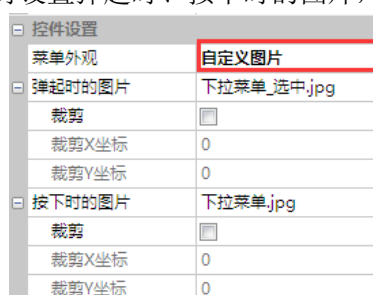 控件设置
菜单外观 自定义图片
弹起时的图片 下拉菜单_选中.jpg
裁剪
裁剪X坐标 0
裁剪Y坐标 0
按下时的图片 下拉菜单.jpg
裁剪
裁剪X坐标 0
裁剪Y坐标 0